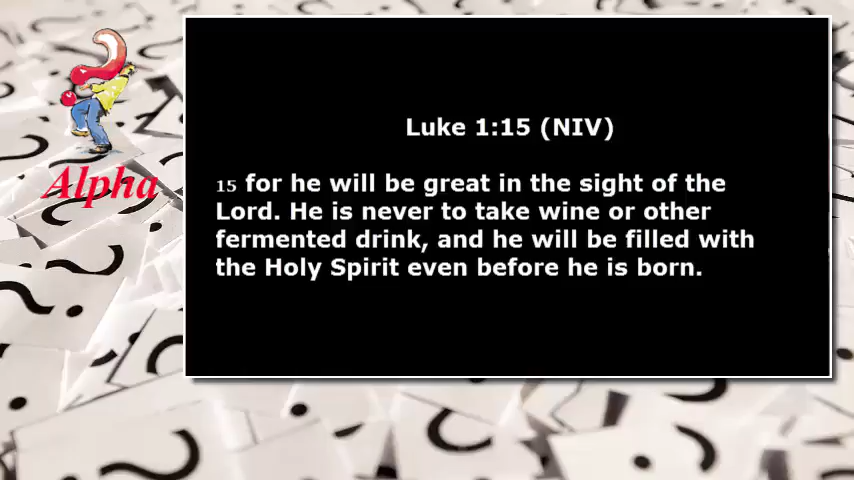 Alpha
Luke 1:15 (NIV)
15 for he will be great in the sight of the
Lord. He is never to take wine or other
fermented drink, and he will be filled with
the Holy Spirit even before he is born.